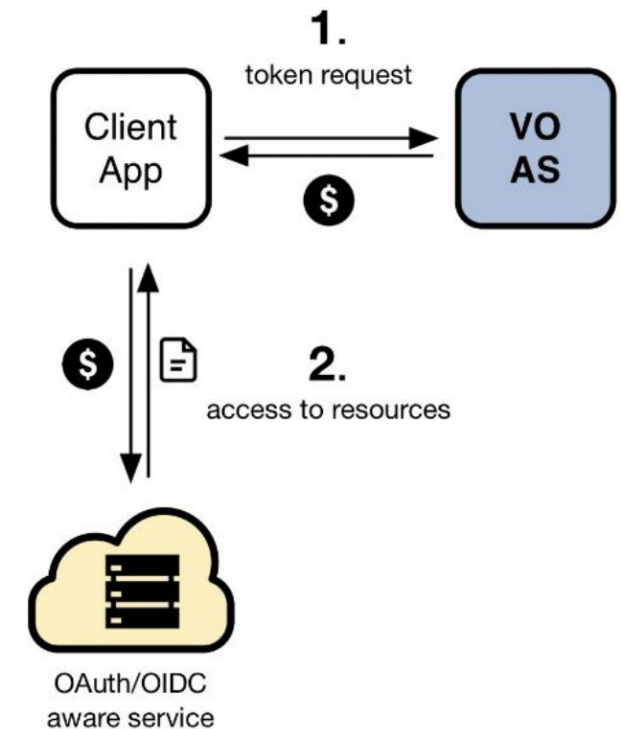 1.
token request
Client
App
VO
AS
$
$
2.
access to resources
OAuth/OIDC
aware service